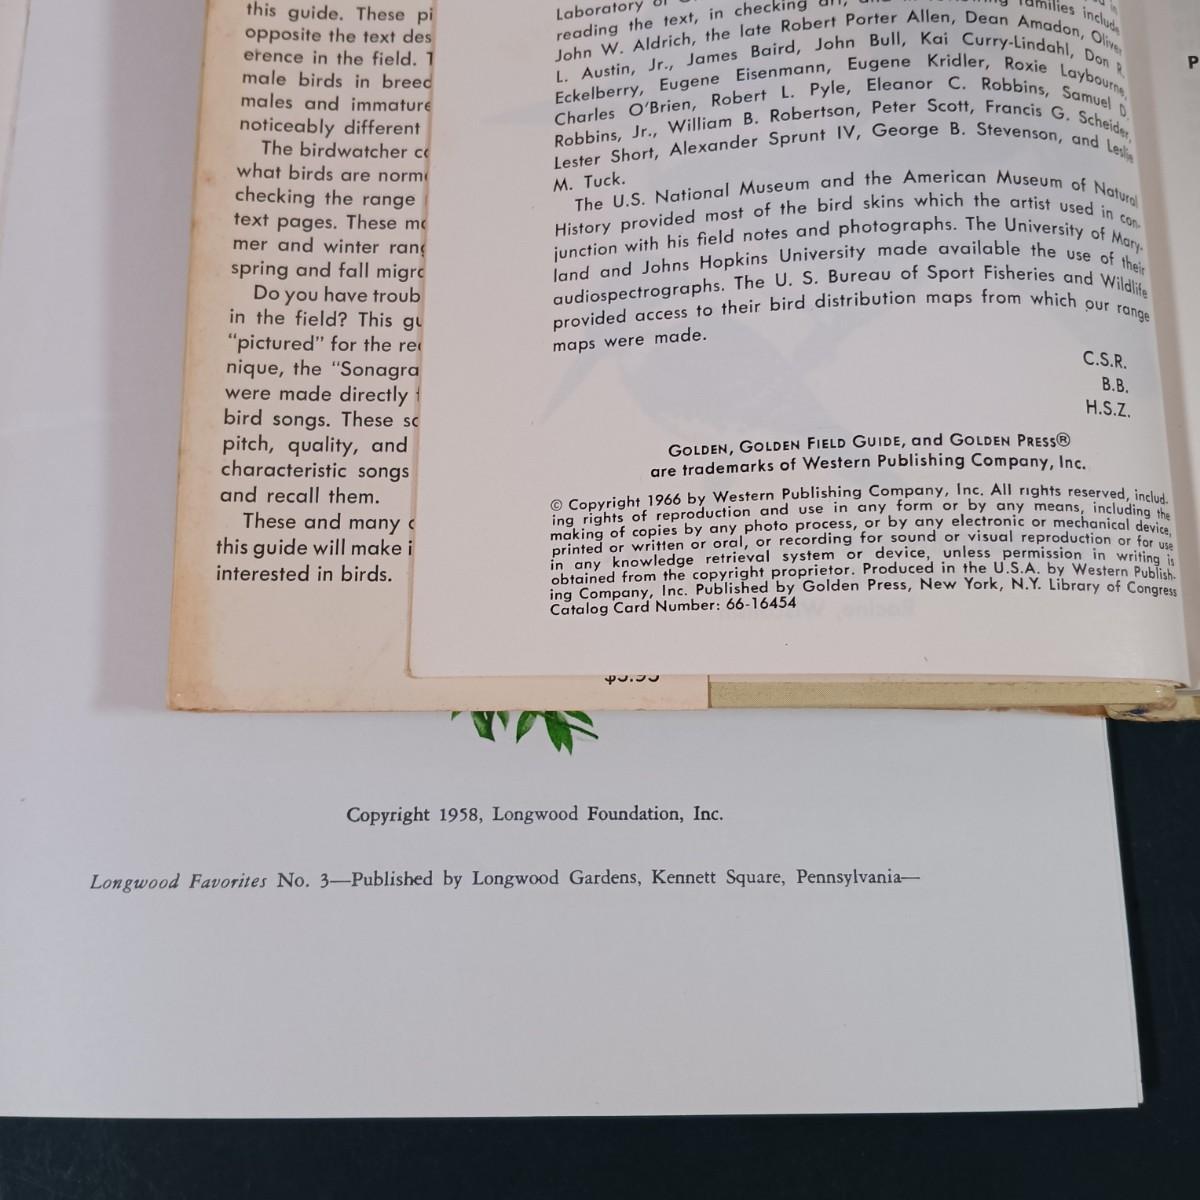 this guide. These pi
opposite the text des
erence in the field.
male birds in breed
males and immature
noticeably different
The birdwatcher
what birds are norm
checking the range
text pages. These
mer and winter rang
spring and fall migr
Do you have troub
in the field? This gu
"pictured" for the rec
nique, the "Sonagra
were made directly
bird songs. These
pitch, quality, and
characteristic songs
and recall them.
These and many
this guide will make i
interested in birds.
Laboratory of
reading the text, in checking art, families include
John W. Aldrich, the late Robert Porter Allen, Dean Amadon, Oliver
L. Austin, Jr., James Baird, John Bull, Kai Curry-Lindahl, Don R.
Eckelberry, Eugene Eisenmann, Eugene Kridler, Roxie Laybourne,
Charles O'Brien, Robert L. Pyle, Eleanor C. Robbins, Samuel D.
Robbins, Jr., William B. Robertson, Peter Scott, Francis G. Scheider,
Lester Short, Alexander Sprunt IV, George B. Stevenson, and Leslie
M. Tuck.
The U.S. National Museum and the American Museum of Natural
History provided most of the bird skins which the artist used in con-
junction with his field notes and photographs. The University of Mary-
land and Johns Hopkins University made available the use of their
audiospectrographs. The U. S. Bureau of Sport Fisheries and Wildlife
provided access to their bird distribution maps from which our range
maps were made.
C.S.R.
B.B.
H.S.Z.
GOLDEN, GOLDEN FIELD GUIDE, and GOLDEN PRESS®
are trademarks of Western Publishing Company, Inc.
© Copyright 1966 by Western Publishing Company, Inc. All rights reserved, includ-
ing rights of reproduction and use in any form or by any means, including the
making of copies by any photo process, or by any electronic or mechanical device,
printed or written or oral, or recording for sound or visual reproduction or for use
in any knowledge retrieval system or device, unless permission in writing is
obtained from the copyright proprietor. Produced in the U.S.A. by Western Publish-
ing Company, Inc. Published by Golden Press, New York, N.Y. Library of Congress
Catalog Card Number: 66-16454
P
Copyright 1958, Longwood Foundation, Inc.
Longwood Favorites No. 3—Published by Longwood Gardens, Kennett Square, Pennsylvania—